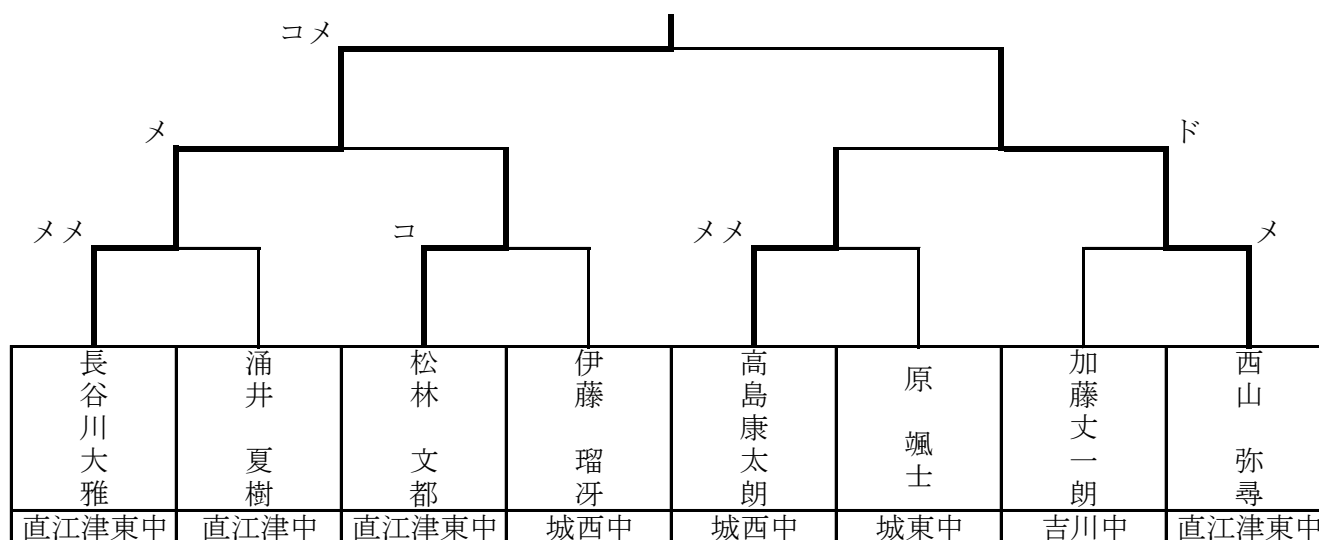 コメ
メ
ド
メメ
コ
メメ
メ
長谷川大雅
涌井 夏樹
松林 文都
伊藤 瑠冴
高島康太朗
原 颯士
加藤丈一朗
西山 弥尋
直江津東中
直江津中
直江津東中
城西中
城西中
城東中
吉川中
直江津東中